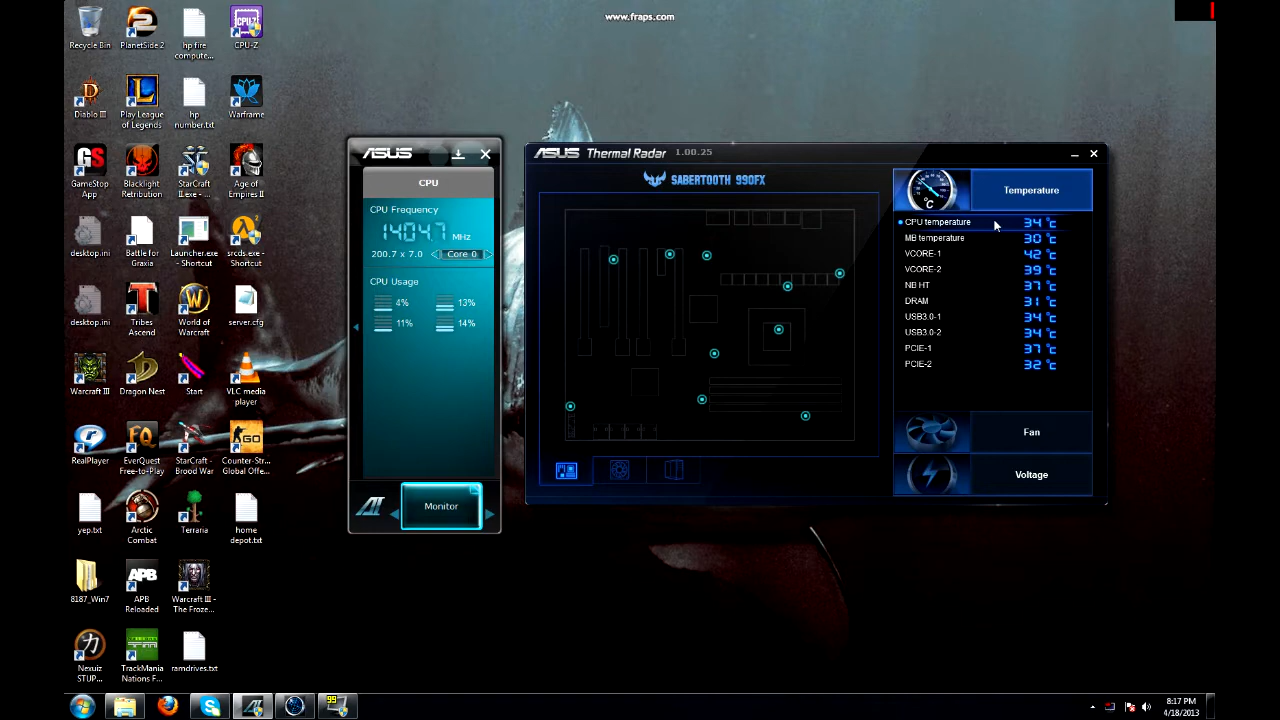 www.fraps.com
Recycle Bin
PlanetSide 2
hp fire compute...
CPU-Z
Diablo III
Play League of Legends
hp number.txt
Warframe
GameStop App
Blacklight Retribution
StarCraft II.exe - ...
Age of Empires II
desktop.ini
Battle for Graxia
Launcher.exe - Shortcut
srcds.exe - Shortcut
desktop.ini
Tribes Ascend
World of Warcraft
server.cfg
Warcraft III
Dragon Nest
Start
VLC media player
RealPlayer
EverQuest Free-to-Play
StarCraft - Brood War
Counter-Str... Global Offe...
yep.txt
Arctic Combat
Terraria
home depot.txt
8187_Win7
APB Reloaded
Warcraft III - The Froze...
Nexuiz STUP...
TrackMania Nations F...
ramdrives.txt
ASUS
CPU
CPU Frequency
1404.7 MHz
200.7 x 7.0 Core 0
CPU Usage
4% 13%
11% 14%
Monitor
ASUS Thermal Radar 1.00.25
SABERTOOTH 990FX
°C Temperature
CPU temperature 34 °c
MB temperature 30 °c
VCORE-1 42 °c
VCORE-2 39 °c
NB HT 37 °c
DRAM 31 °c
USB3.0-1 34 °c
USB3.0-2 34 °c
PCIE-1 37 °c
PCIE-2 32 °c
Fan
Voltage
99
8:17 PM
4/18/2013